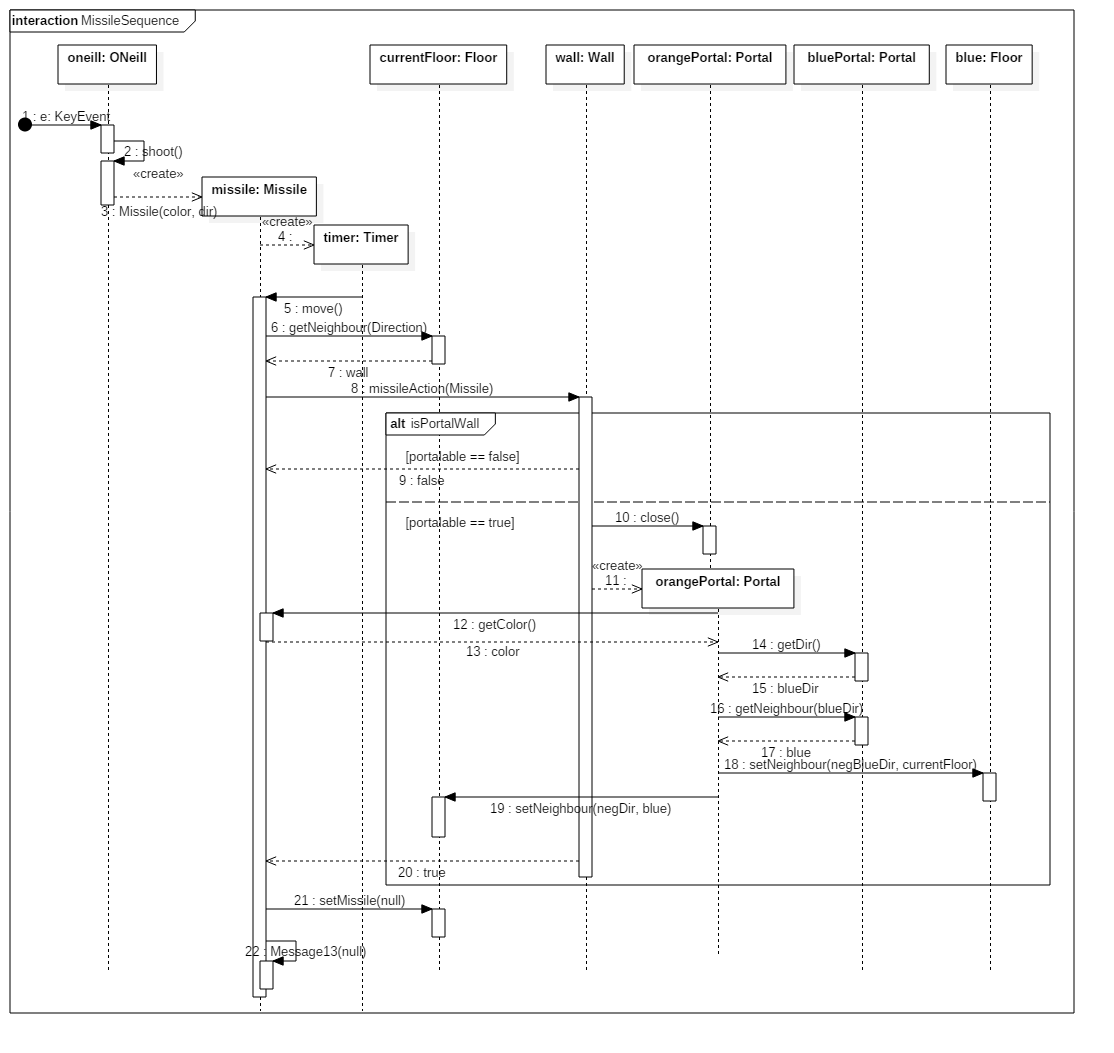 interaction MissileSequence
oneill: ONeill
currentFloor: Floor
wall: Wall
orangePortal: Portal
bluePortal: Portal
blue: Floor
1 : e: KeyEvent
2 : shoot()
«create»
missile: Missile
3 : Missile(color, dir)
«create»
4 :
timer: Timer
5 : move()
6 : getNeighbour(Direction)
7 : wall
8 : missileAction(Missile)
alt isPortalWall
[portalable == false]
9 : false
[portalable == true]
10 : close()
«create»
11 :
orangePortal: Portal
12 : getColor()
13 : color
14 : getDir()
15 : blueDir
16 : getNeighbour(blueDir)
17 : blue
18 : setNeighbour(negBlueDir, currentFloor)
19 : setNeighbour(negDir, blue)
20 : true
21 : setMissile(null)
22 : Message13(null)